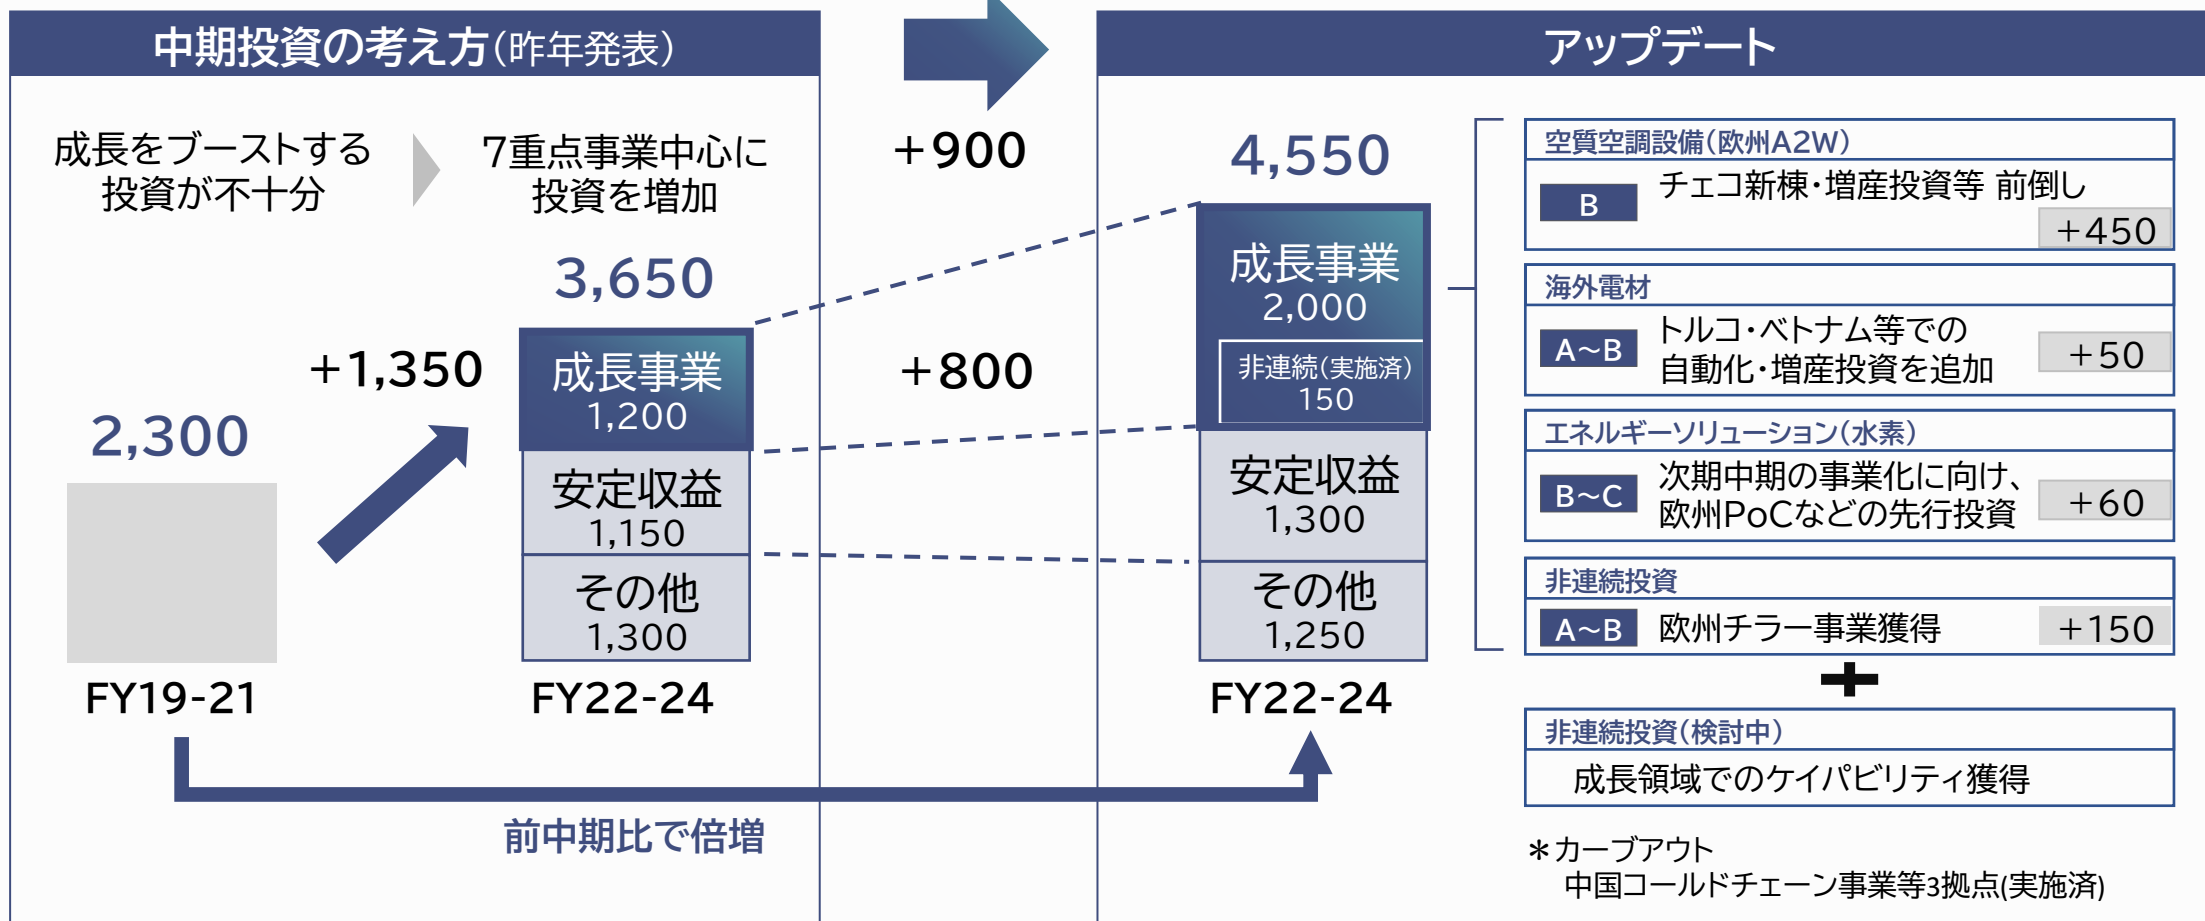 中期投資の考え方(昨年発表)
成長をブーストする
投資が不十分
7重点事業中心に
投資を増加
2,300
FY19-21
+1,350
3,650
成長事業
1,200
安定収益
1,150
その他
1,300
FY22-24
前中期比で倍増
+900
+800
アップデート
4,550
成長事業
2,000
非連続(実施済)
150
安定収益
1,300
その他
1,250
FY22-24
空質空調設備(欧州A2W)
B
チェコ新棟・増産投資等 前倒し
+450
海外電材
A~B
トルコ・ベトナム等での
自動化・増産投資を追加
+50
エネルギーソリューション(水素)
B~C
次期中期の事業化に向け、
欧州PoCなどの先行投資
+60
非連続投資
A~B
欧州チラー事業獲得
+150
+
非連続投資(検討中)
成長領域でのケイパビリティ獲得
*カーブアウト
中国コールドチェーン事業等3拠点(実施済)